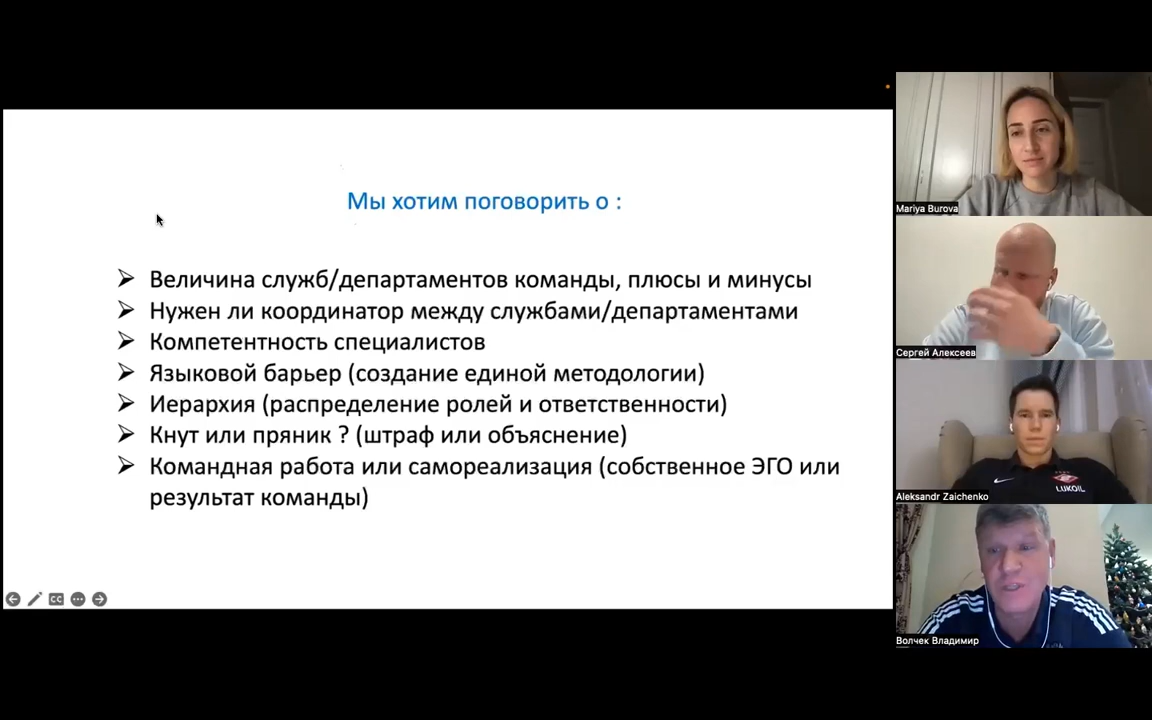 Мы хотим поговорить о :
Величина служб/департаментов команды, плюсы и минусы
Нужен ли координатор между службами/департаментами
Компетентность специалистов
Языковой барьер (создание единой методологии)
Иерархия (распределение ролей и ответственности)
Кнут или пряник ? (штраф или объяснение)
Командная работа или самореализация (собственное ЭГО или
результат команды)
CC
Mariya Burova
Сергей Алексеев
LUKOIL
Aleksandr Zaichenko
Волчек Владимир